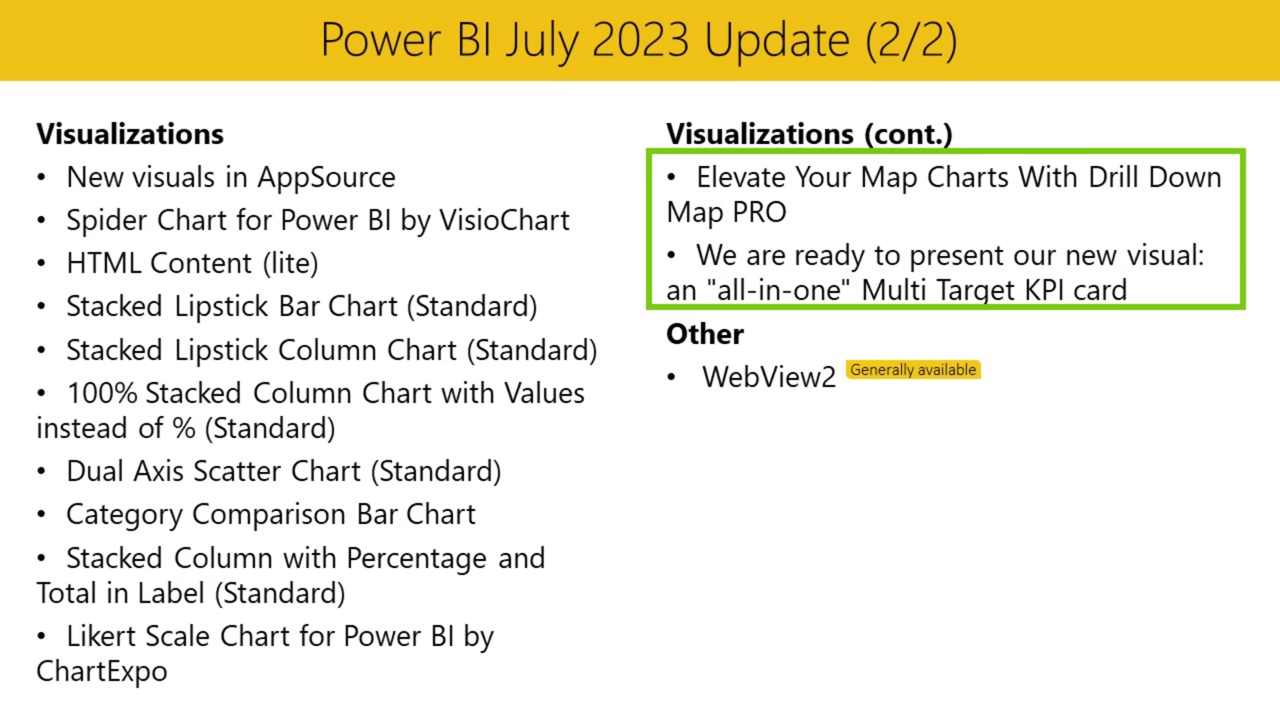 Power BI July 2023 Update (2/2)
Visualizations
• New visuals in AppSource
• Spider Chart for Power BI by VisioChart
• HTML Content (lite)
• Stacked Lipstick Bar Chart (Standard)
• Stacked Lipstick Column Chart (Standard)
• 100% Stacked Column Chart with Values
instead of % (Standard)
• Dual Axis Scatter Chart (Standard)
• Category Comparison Bar Chart
• Stacked Column with Percentage and
Total in Label (Standard)
• Likert Scale Chart for Power BI by
ChartExpo
Visualizations (cont.)
• Elevate Your Map Charts With Drill Down
Map PRO
• We are ready to present our new visual:
an "all-in-one" Multi Target KPI card
Other
• WebView2 Generally available